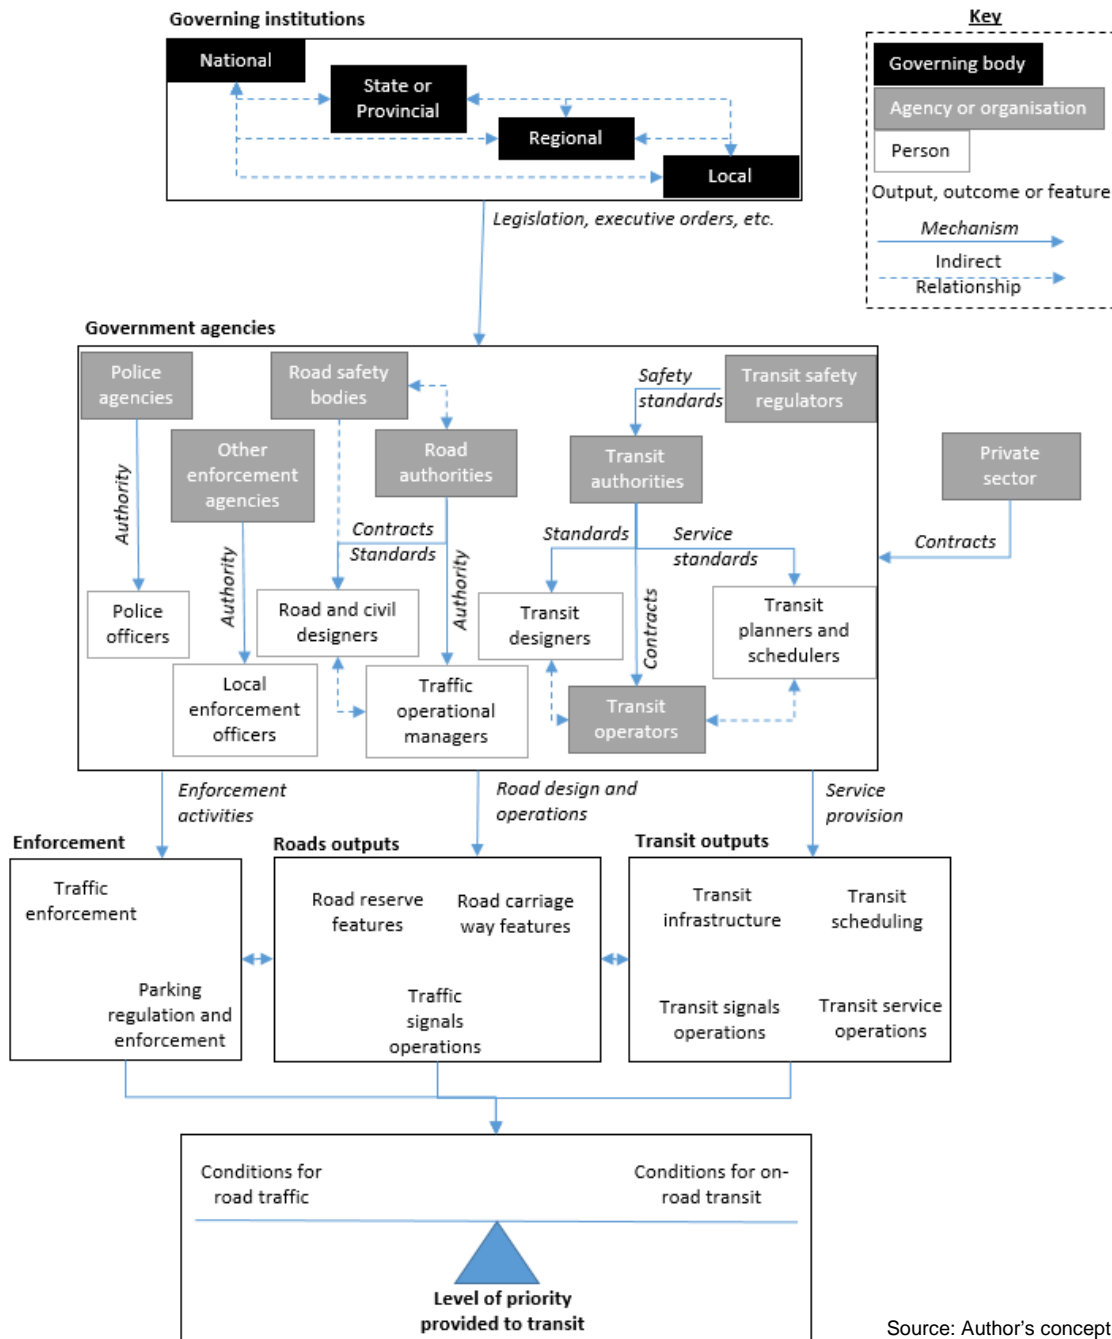 Governing institutions
Key
National
State or
Provincial
Regional
Local
Governing body
Agency or organisation
Person
Output, outcome or feature
Mechanism
Indirect
Relationship
Legislation, executive orders, etc.
Government agencies
Police
agencies
Road safety
bodies
Safety
standards
Transit safety
regulators
Other
enforcement
agencies
Road
authorities
Transit
authorities
Private
sector
Authority
Contracts
Standards
Standards
Service
standards
Contracts
Authority
Authority
Contracts
Police
officers
Road and civil
designers
Transit
designers
Transit
planners and
schedulers
Local
enforcement
officers
Traffic
operational
managers
Transit
operators
Enforcement
activities
Road design and
operations
Service
provision
Enforcement
Roads outputs
Transit outputs
Traffic
enforcement
Parking
regulation and
enforcement
Road reserve
features
Road carriage
way features
Traffic
signals
operations
Transit
infrastructure
Transit
scheduling
Transit signals
operations
Transit service
operations
Conditions for
road traffic
Conditions for on-
road transit
Level of priority
provided to transit
Source: Author's concept